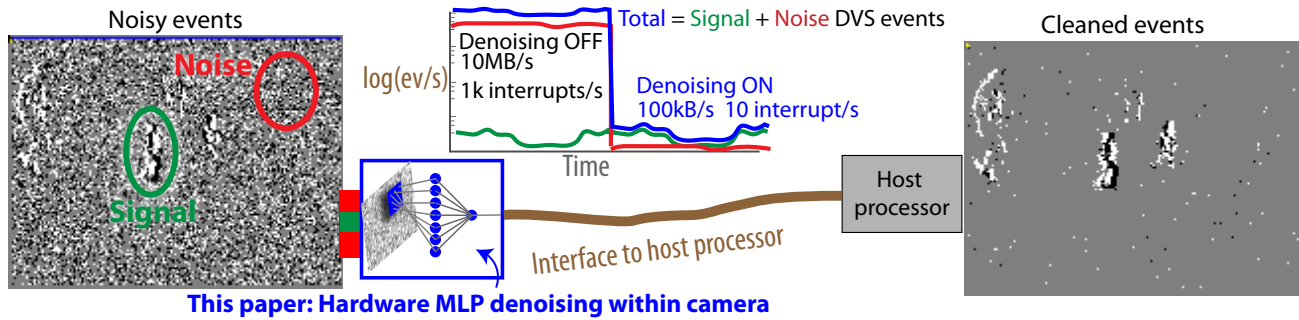 Noisy events
Noise
Signal
Total = Signal + Noise DVS events
log(ev/s)
Denoising OFF
10MB/s
1k interrupts/s
Denoising ON
100kB/s 10 interrupt/s
Time
Cleaned events
Interface to host processor
Host
processor
This paper: Hardware MLP denoising within camera